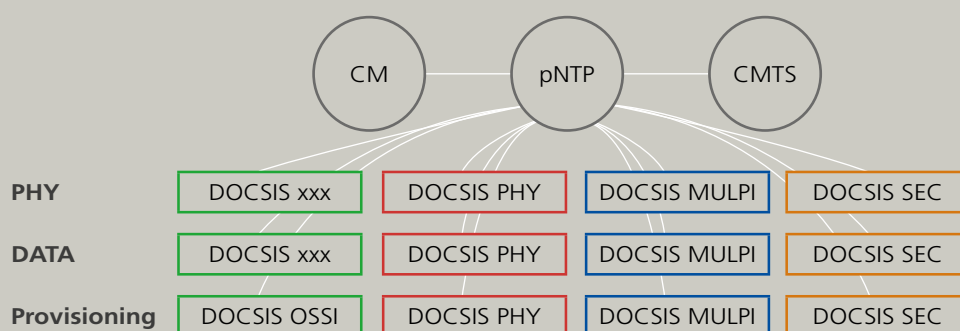 CM pNTP CMTS
PHY DOCSIS xxx DOCSIS PHY DOCSIS MULPI DOCSIS SEC
DATA DOCSIS xxx DOCSIS PHY DOCSIS MULPI DOCSIS SEC
Provisioning DOCSIS OSSI DOCSIS PHY DOCSIS MULPI DOCSIS SEC